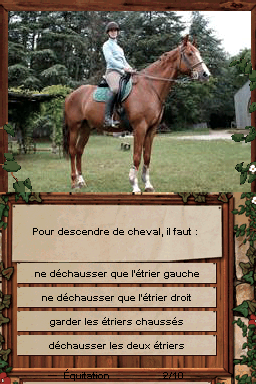 Pour descendre de cheval, il faut :
ne déchausser que l'étrier gauche
ne déchausser que l'étrier droit
garder les étriers chaussés
déchausser les deux étriers
Équitation 2/10